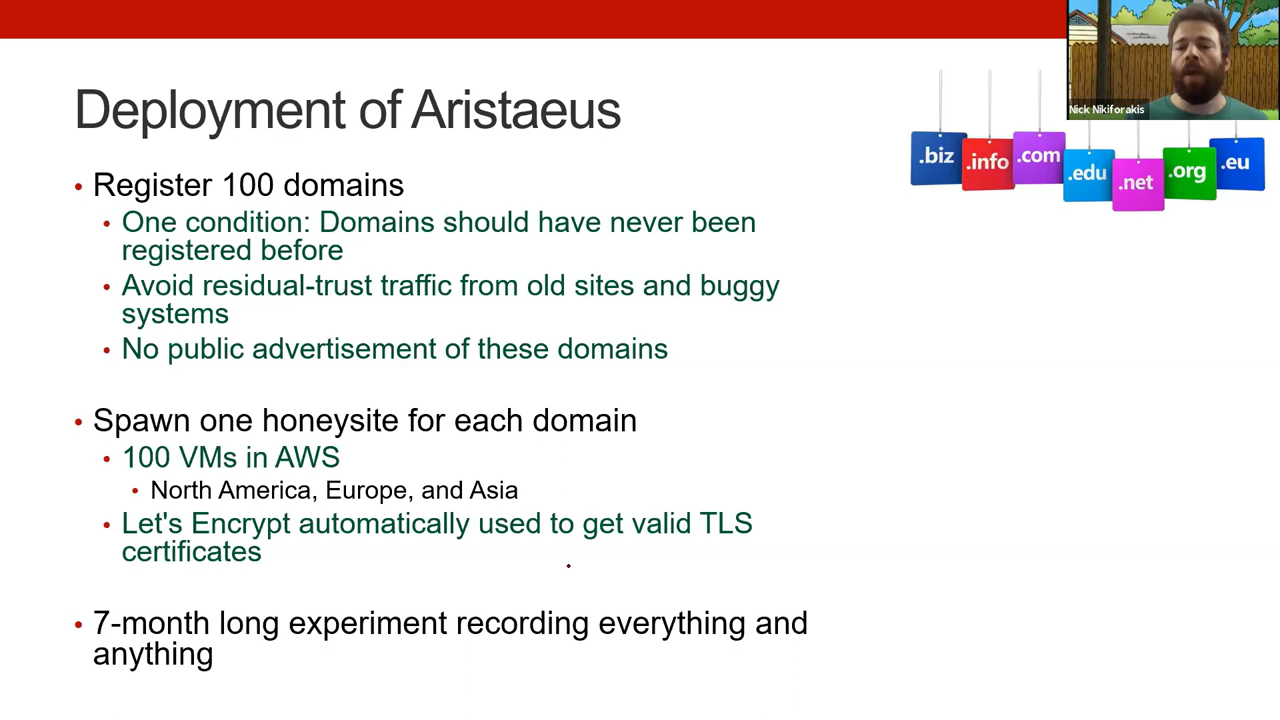 Deployment of Aristaeus
• Register 100 domains
• One condition: Domains should have never been
registered before
• Avoid residual-trust traffic from old sites and buggy
systems
• No public advertisement of these domains
• Spawn one honeysite for each domain
• 100 VMs in AWS
• North America, Europe, and Asia
• Let's Encrypt automatically used to get valid TLS
certificates
• 7-month long experiment recording everything and
anything
Nick Nikiforakis
.biz
.info
.com
.edu
.net
.org
.eu